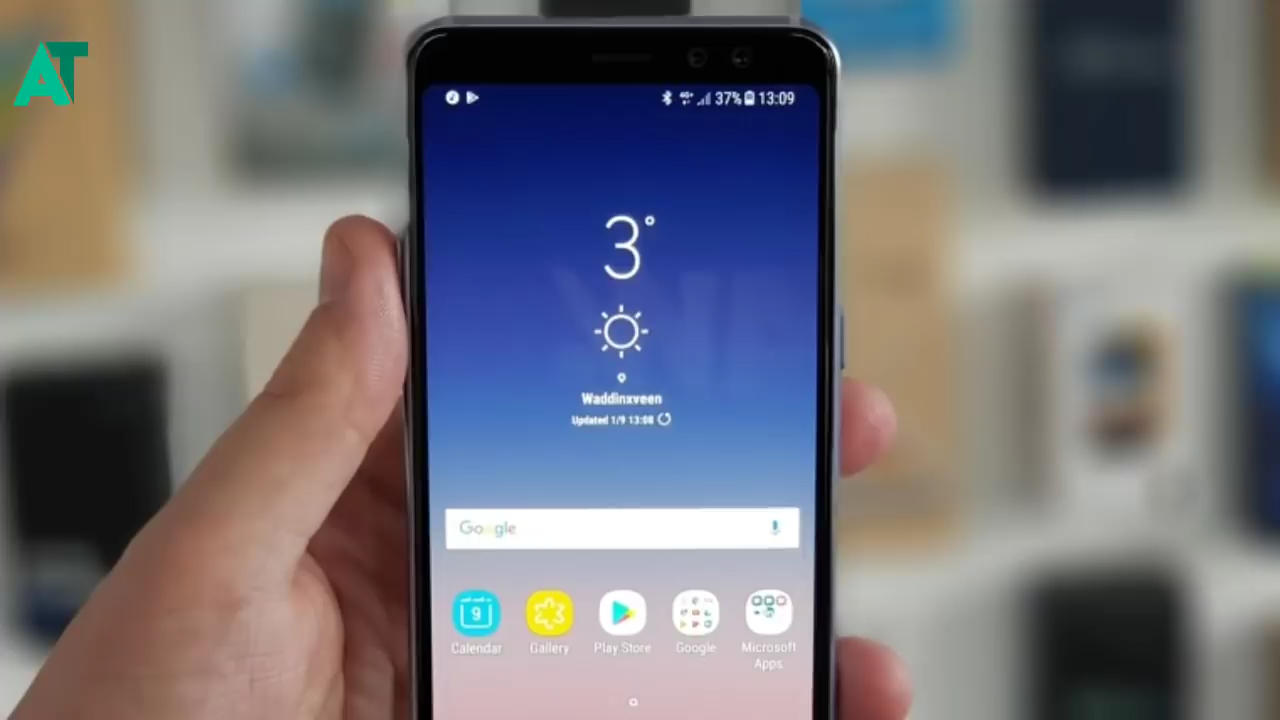 AT
37% 13:09
3°
Waddinxveen
Updated 1/9 13:08
Google
9
Calendar Gallery Play Store Google Microsoft
Apps